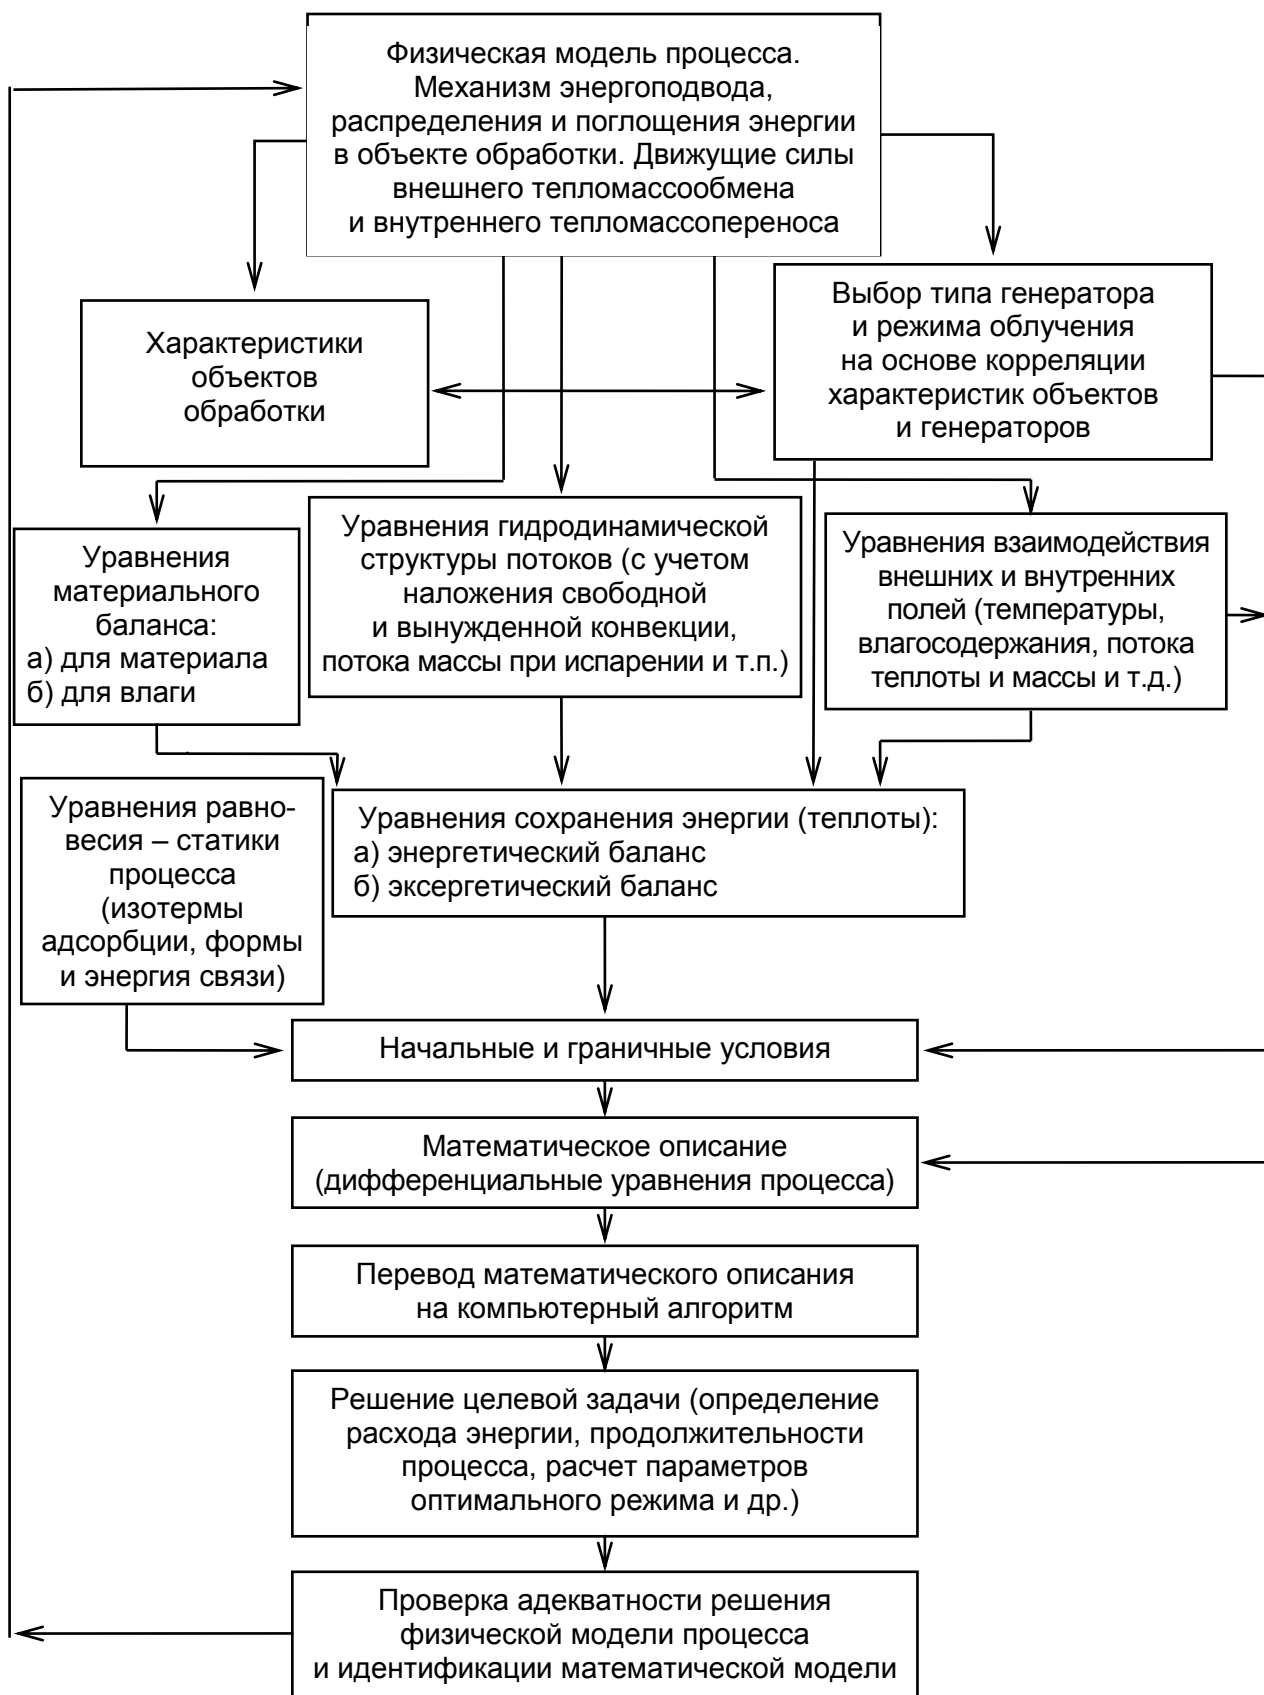 Физическая модель процесса.
Механизм энергоподвода,
распределения и поглощения энергии
в объекте обработки. Движущие силы
внешнего тепломассообмена
и внутреннего тепломассопереноса
Характеристики
объектов
обработки
Выбор типа генератора
и режима облучения
на основе корреляции
характеристик объектов
и генераторов
Уравнения
материального
баланса:
а) для материала
б) для влаги
Уравнения гидродинамической
структуры потоков (с учетом
наложения свободной
и вынужденной конвекции,
потока массы при испарении и т.п.)
Уравнения взаимодействия
внешних и внутренних
полей (температуры,
влагосодержания, потока
теплоты и массы и т.д.)
Уравнения равно-
весия – статики
процесса
(изотермы
адсорбции, формы
и энергия связи)
Уравнения сохранения энергии (теплоты):
а) энергетический баланс
б) эксергетический баланс
Начальные и граничные условия
Математическое описание
(дифференциальные уравнения процесса)
Перевод математического описания
на компьютерный алгоритм
Решение целевой задачи (определение
расхода энергии, продолжительности
процесса, расчет параметров
оптимального режима и др.)
Проверка адекватности решения
физической модели процесса
и идентификации математической модели